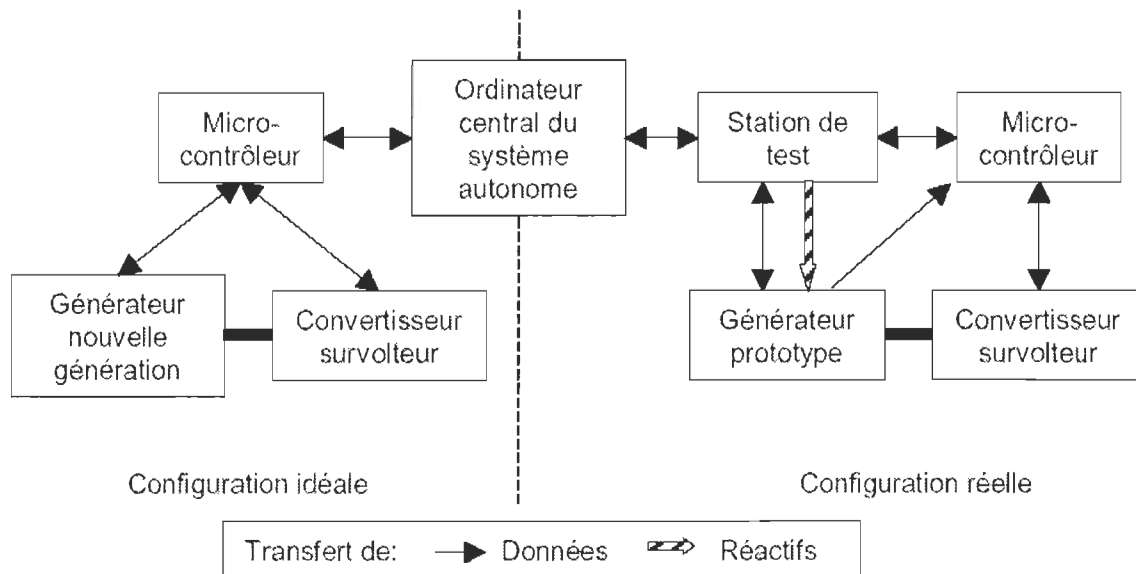 Micro-
contrôleur
Ordinateur
central du
système
autonome
Station de
test
Micro-
contrôleur
Générateur
nouvelle
génération
Convertisseur
survolteur
Générateur
prototype
Convertisseur
survolteur
Configuration idéale
Configuration réelle
Transfert de: Données Réactifs